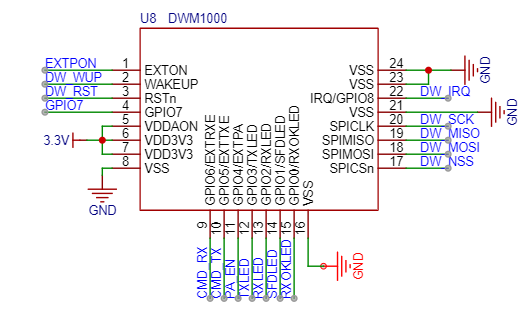 U8 DWM1000
EXTPON 1 EXTON
DW_WUP 2 WAKEUP
DW_RST 3 RSTn
GPIO7 4 GPIO7
5 VDDAON
3.3V 6 VDD3V3
7 VDD3V3
8 VSS
GND
24 VSS
23 VSS
GND
22 IRQ/GPIO8 DW_IRQ
21 VSS
GND
20 SPICLK DW_SCK
19 SPIMISO DW_MISO
18 SPIMOSI DW_MOSI
17 SPICSn DW_NSS
GPIO6/EXTRXE 9 CMD_RX
GPIO5/EXTTXE 10 CMD_TX
GPIO4/EXTPA 11 PA_EN
GPIO3/TXLED 12 TXLED
GPIO2/RXLED 13 RXLED
GPIO1/SFDLED 14 SFDLED
GPIO0/RXOKLED 15 RXOKLED
VSS 16
GND